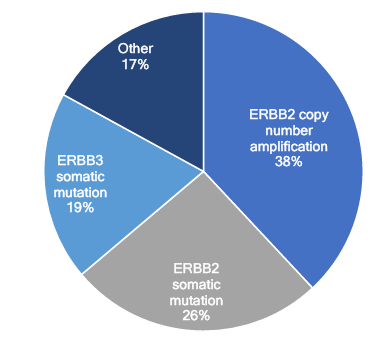 Other
17%
ERBB2 copy
number
amplification
38%
ERBB3
somatic
mutation
19%
ERBB2
somatic
mutation
26%